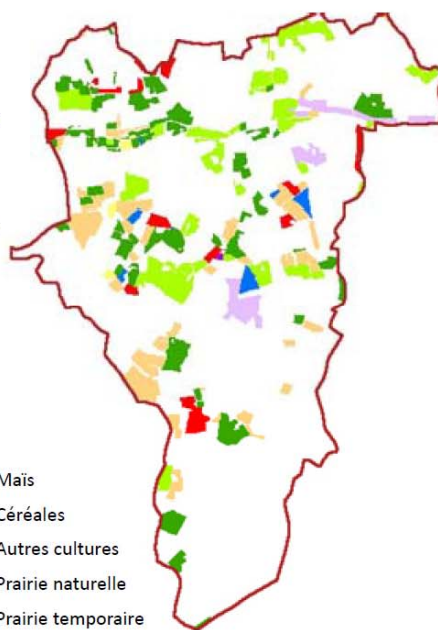 Maïs
Céréales
Autres cultures
Prairie naturelle
Prairie temporaire